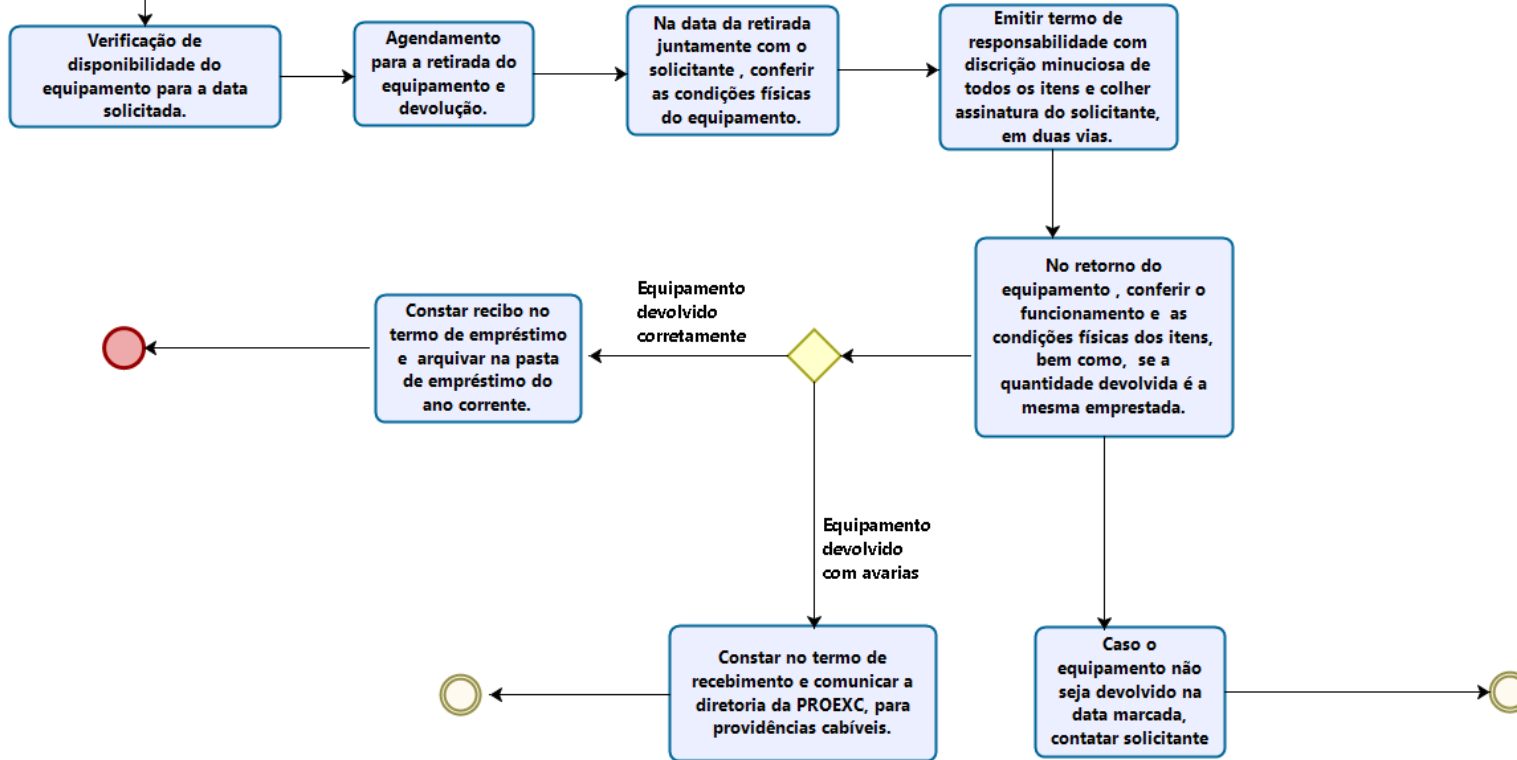 Verificação de
disponibilidade do
equipamento para a data
solicitada.
Agendamento
para a retirada do
equipamento e
devolução.
Na data da retirada
juntamente com o
solicitante , conferir
as condições físicas
do equipamento.
Emitir termo de
responsabilidade com
discrição minuciosa de
todos os itens e colher
assinatura do solicitante,
em duas vias.
No retorno do
equipamento , conferir o
funcionamento e  as
condições físicas dos itens,
bem como,  se a
quantidade devolvida é a
mesma emprestada.
Equipamento
devolvido
corretamente
Constar recibo no
termo de empréstimo
e  arquivar na pasta
de empréstimo do
ano corrente.
Equipamento
devolvido
com avarias
Constar no termo de
recebimento e comunicar a
diretoria da PROEXC, para
providências cabíveis.
Caso o
equipamento não
seja devolvido na
data marcada,
contatar solicitante